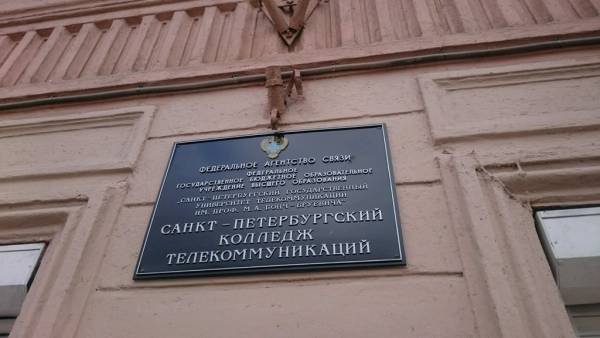 ФЕДЕРАЛЬНОЕ АГЕНТСТВО СВЯЗИ
ФЕДЕРАЛЬНОЕ
ГОСУДАРСТВЕННОЕ БЮДЖЕТНОЕ ОБРАЗОВАТЕЛЬНОЕ
УЧРЕЖДЕНИЕ ВЫСШЕГО ОБРАЗОВАНИЯ
"САНКТ-ПЕТЕРБУРГСКИЙ ГОСУДАРСТВЕННЫЙ
УНИВЕРСИТЕТ ТЕЛЕКОММУНИКАЦИЙ
ИМ. ПРОФ. М.А. БОНЧ-БРУЕВИЧА"
САНКТ – ПЕТЕРБУРГСКИЙ
КОЛЛЕДЖ
ТЕЛЕКОММУНИКАЦИЙ